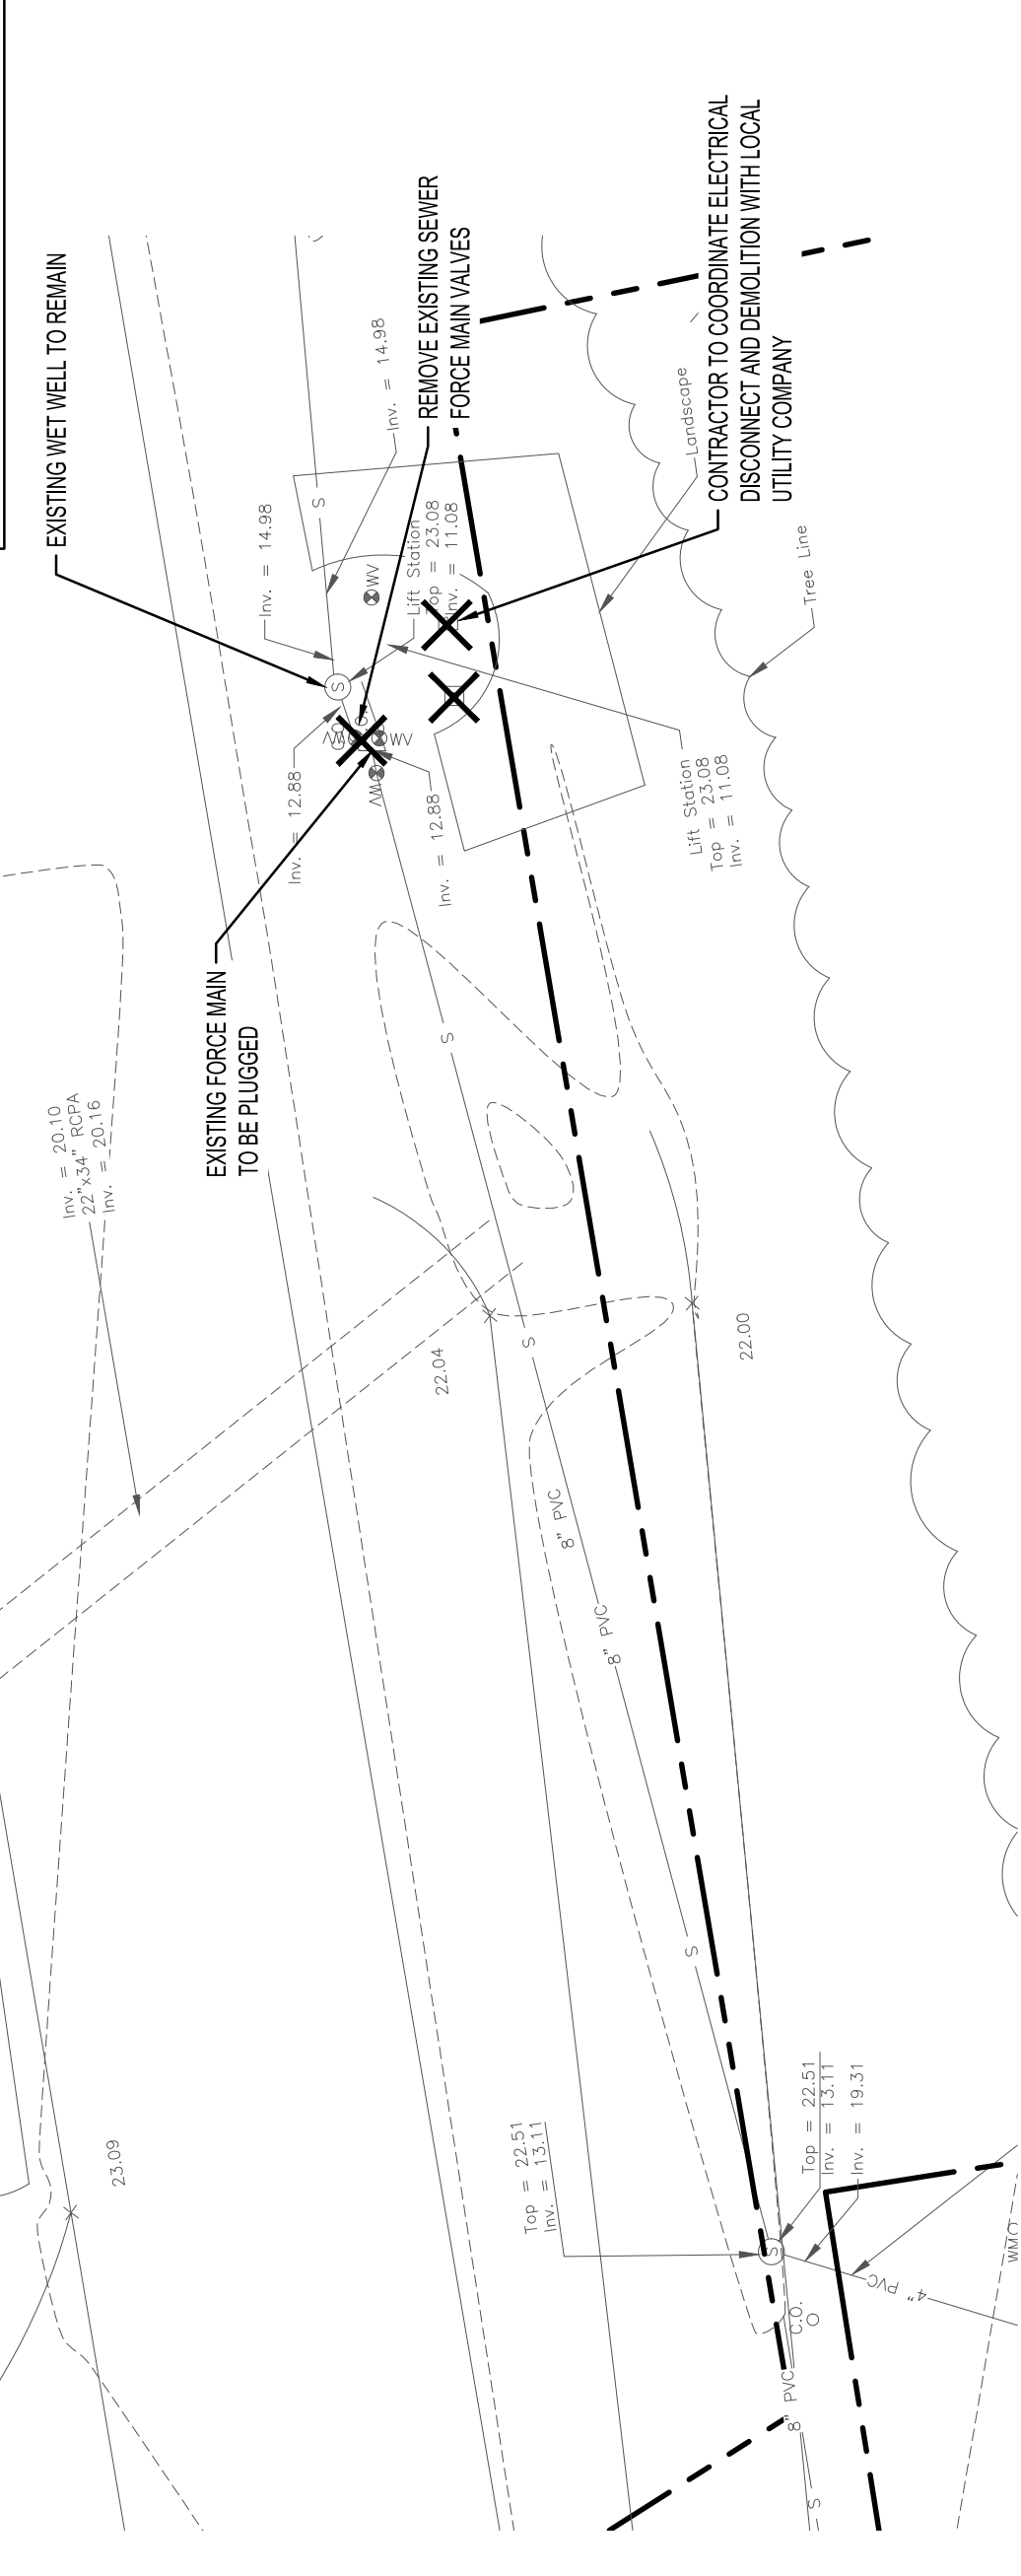 EXISTING WET WELL TO REMAIN
REMOVE EXISTING SEWER
FORCE MAIN VALVES
CONTRACTOR TO COORDINATE ELECTRICAL
DISCONNECT AND DEMOLITION WITH LOCAL
UTILITY COMPANY
Inv. = 14.98
Inv. = 14.98
Landscape
S
Lift Station
Top = 23.08
Inv. = 11.08
WV
Tree Line
S
WV
WV
WV
Inv. = 12.88
Inv. = 12.88
Lift Station
Top = 23.08
Inv. = 11.08
EXISTING FORCE MAIN
TO BE PLUGGED
S
Inv. = 20.10
22"x34" RCPA
Inv. = 20.16
22.04
S
22.00
8" PVC
8" PVC
S
23.09
Top = 22.51
Inv. = 13.11
Top = 22.51
Inv. = 13.11
Inv. = 19.31
S
4" PVC
C.O.
8" PVC
S